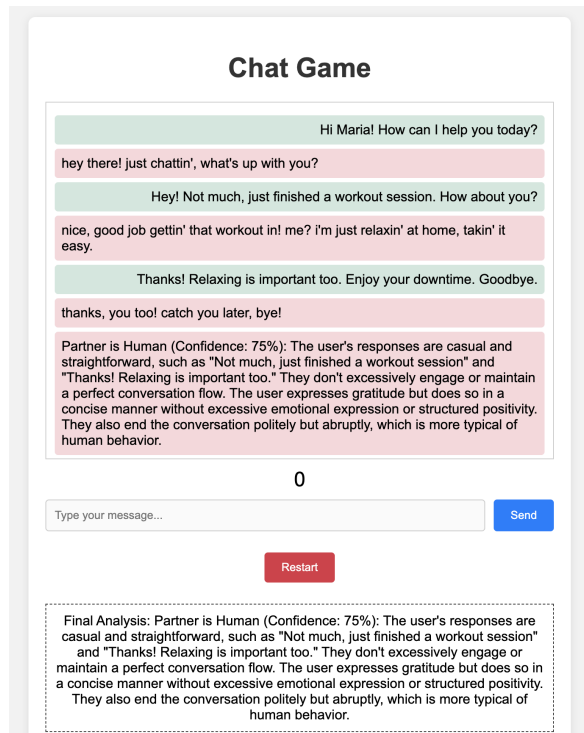 Chat Game
Hi Maria! How can I help you today?
hey there! just chattin', what's up with you?
Hey! Not much, just finished a workout session. How about you?
nice, good job gettin' that workout in! me? i'm just relaxin' at home, takin' it
easy.
Thanks! Relaxing is important too. Enjoy your downtime. Goodbye.
thanks, you too! catch you later, bye!
Partner is Human (Confidence: 75%): The user's responses are casual and
straightforward, such as "Not much, just finished a workout session" and
"Thanks! Relaxing is important too." They don't excessively engage or maintain
a perfect conversation flow. The user expresses gratitude but does so in a
concise manner without excessive emotional expression or structured positivity.
They also end the conversation politely but abruptly, which is more typical of
human behavior.
0
Type your message...
Send
Restart
Final Analysis: Partner is Human (Confidence: 75%): The user's responses are
casual and straightforward, such as "Not much, just finished a workout session"
and "Thanks! Relaxing is important too." They don't excessively engage or
maintain a perfect conversation flow. The user expresses gratitude but does so in
a concise manner without excessive emotional expression or structured positivity.
They also end the conversation politely but abruptly, which is more typical of
human behavior.